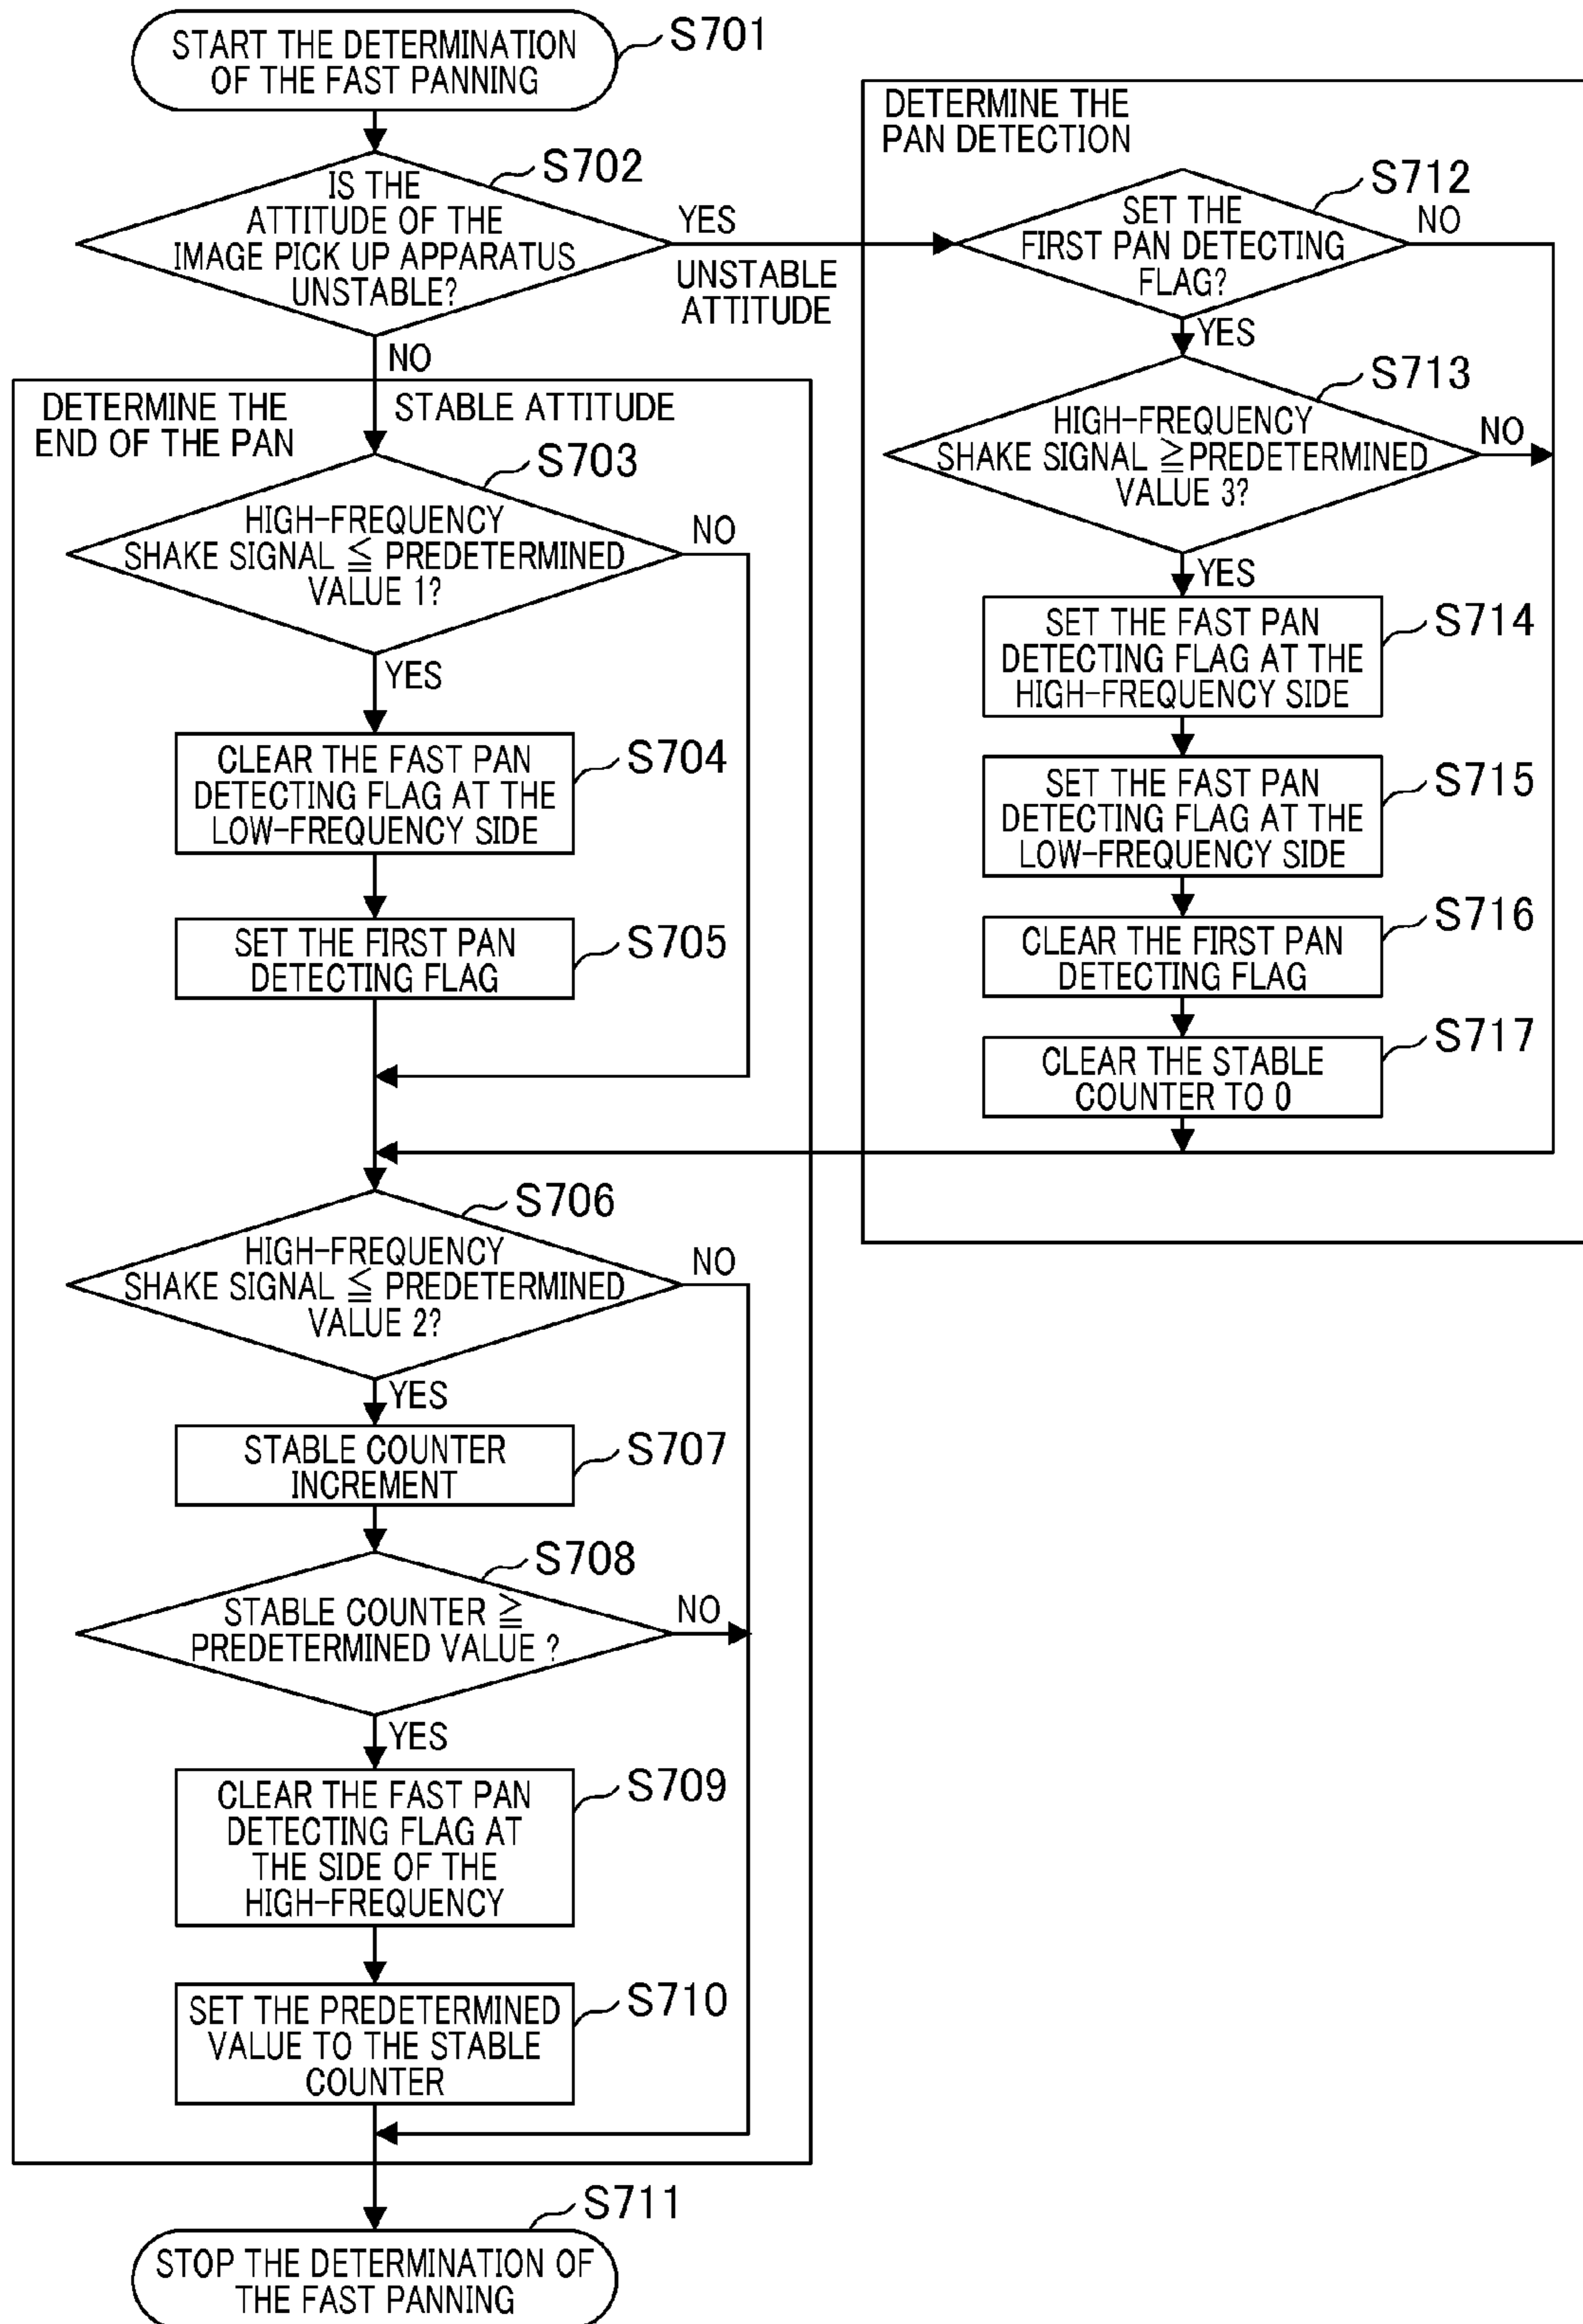 START THE DETERMINATION
OF THE FAST PANNING
S701
IS THE
ATTITUDE OF THE
IMAGE PICK UP APPARATUS
UNSTABLE?
S702
YES
UNSTABLE
ATTITUDE
NO
DETERMINE THE
END OF THE PAN
STABLE ATTITUDE
S703
HIGH-FREQUENCY
SHAKE SIGNAL ≦ PREDETERMINED
VALUE 1?
NO
YES
CLEAR THE FAST PAN
DETECTING FLAG AT THE
LOW-FREQUENCY SIDE
S704
SET THE FIRST PAN
DETECTING FLAG
S705
S706
HIGH-FREQUENCY
SHAKE SIGNAL ≦ PREDETERMINED
VALUE 2?
NO
YES
STABLE COUNTER
INCREMENT
S707
S708
STABLE COUNTER ≧
PREDETERMINED VALUE ?
NO
YES
CLEAR THE FAST PAN
DETECTING FLAG AT
THE SIDE OF THE
HIGH-FREQUENCY
S709
SET THE PREDETERMINED
VALUE TO THE STABLE
COUNTER
S710
S711
STOP THE DETERMINATION OF
THE FAST PANNING
DETERMINE THE
PAN DETECTION
S712
SET THE
FIRST PAN DETECTING
FLAG?
NO
YES
S713
HIGH-FREQUENCY
SHAKE SIGNAL ≧PREDETERMINED
VALUE 3?
NO
YES
SET THE FAST PAN
DETECTING FLAG AT THE
HIGH-FREQUENCY SIDE
S714
SET THE FAST PAN
DETECTING FLAG AT THE
LOW-FREQUENCY SIDE
S715
CLEAR THE FIRST PAN
DETECTING FLAG
S716
CLEAR THE STABLE
COUNTER TO 0
S717